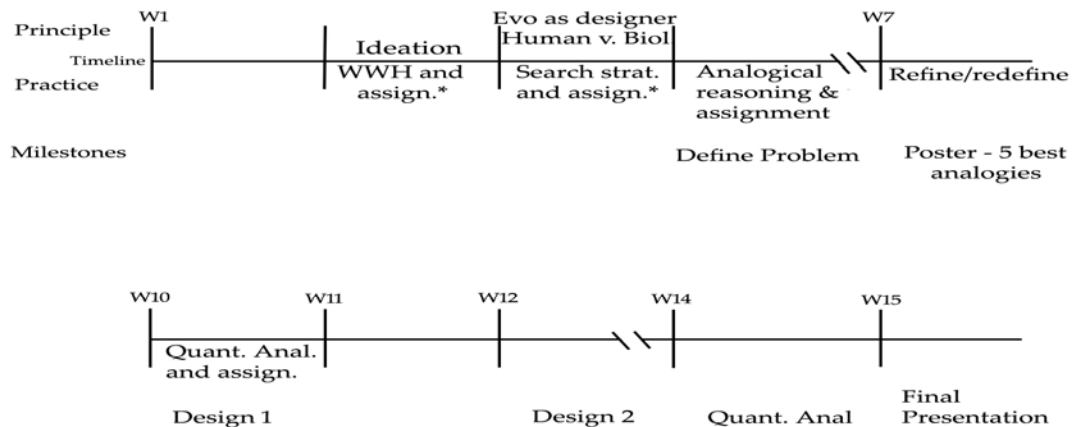 W1
Evo as designer
W7
Principle
Ideation
Human v. Biol
Timeline
Practice
WWH and
assign.*
Search strat.
and assign.*
Analogical
reasoning &
assignment
Refine/redefine
Milestones
Define Problem
Poster - 5 best
analogies
W10
W11
W12
W14
W15
Quant. Anal.
and assign.
Design 1
Design 2
Quant. Anal
Final
Presentation